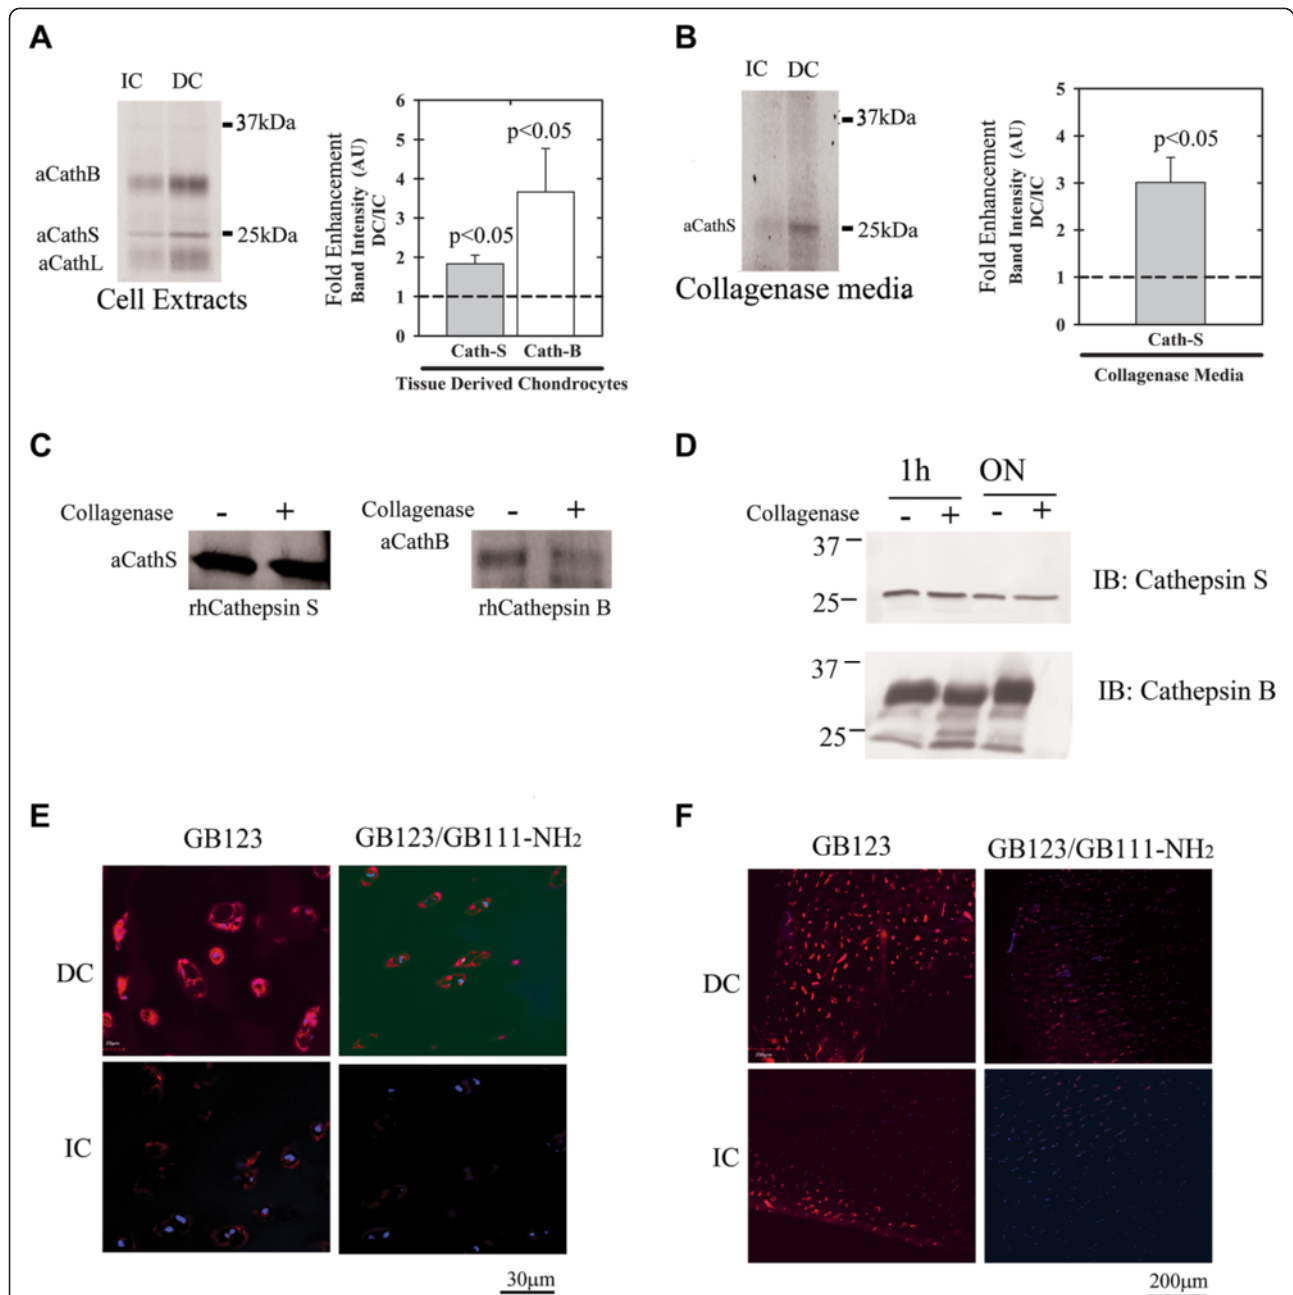 A
IC DC
37kDa
aCathB
aCathS
25kDa
aCathL
Cell Extracts
Fold Enhancement
Band Intensity (AU)
DC/IC
6
5
4
3
2
1
0
p<0.05
p<0.05
Cath-S Cath-B
Tissue Derived Chondrocytes
B
IC DC
37kDa
aCathS
25kDa
Collagenase media
Fold Enhancement
Band Intensity (AU)
DC/IC
5
4
3
2
1
0
p<0.05
Cath-S
Collagenase Media
C
Collagenase - +
aCathS
rhCathepsin S
Collagenase - +
aCathB
rhCathepsin B
D
1h ON
Collagenase - + - +
37
25
IB: Cathepsin S
37
25
IB: Cathepsin B
E
GB123 GB123/GB111-NH2
DC
IC
30µm
F
GB123 GB123/GB111-NH2
DC
200µm
IC
200µm